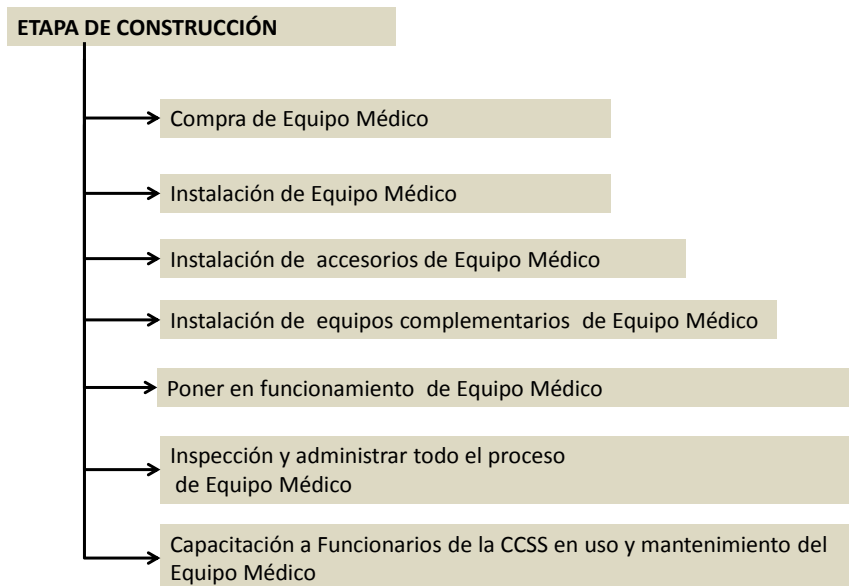 ETAPA DE CONSTRUCCIÓN
Compra de Equipo Médico
Instalación de Equipo Médico
Instalación de  accesorios de Equipo Médico
Instalación de  equipos complementarios  de Equipo Médico
Poner en funcionamiento  de Equipo Médico
Inspección y administrar todo el proceso
de Equipo Médico
Capacitación a Funcionarios de la CCSS en uso y mantenimiento del
Equipo Médico